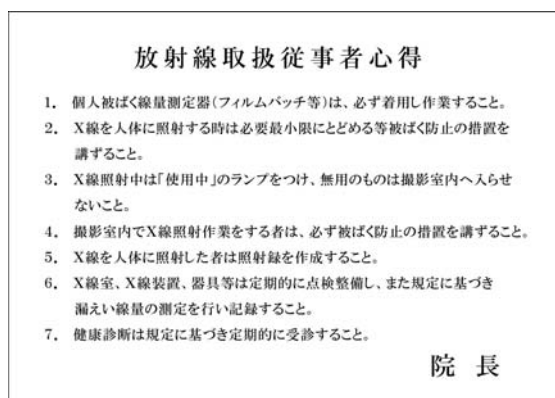 放射線取扱従事者心得
1. 個人被ばく線量測定器(フィルムバッチ等)は、必ず着用し作業すること。
2. X線を人体に照射する時は必要最小限にとどめる等被ばく防止の措置を
講ずること。
3. X線照射中は「使用中」のランプをつけ、無用のものは撮影室内へ入らせ
ないこと。
4. 撮影室内でX線照射作業をする者は、必ず被ばく防止の措置を講ずること。
5. X線を人体に照射した者は照射録を作成すること。
6. X線室、X線装置、器具等は定期的に点検整備し、また規定に基づき
漏えい線量の測定を行い記録すること。
7. 健康診断は規定に基づき定期的に受診すること。
院長